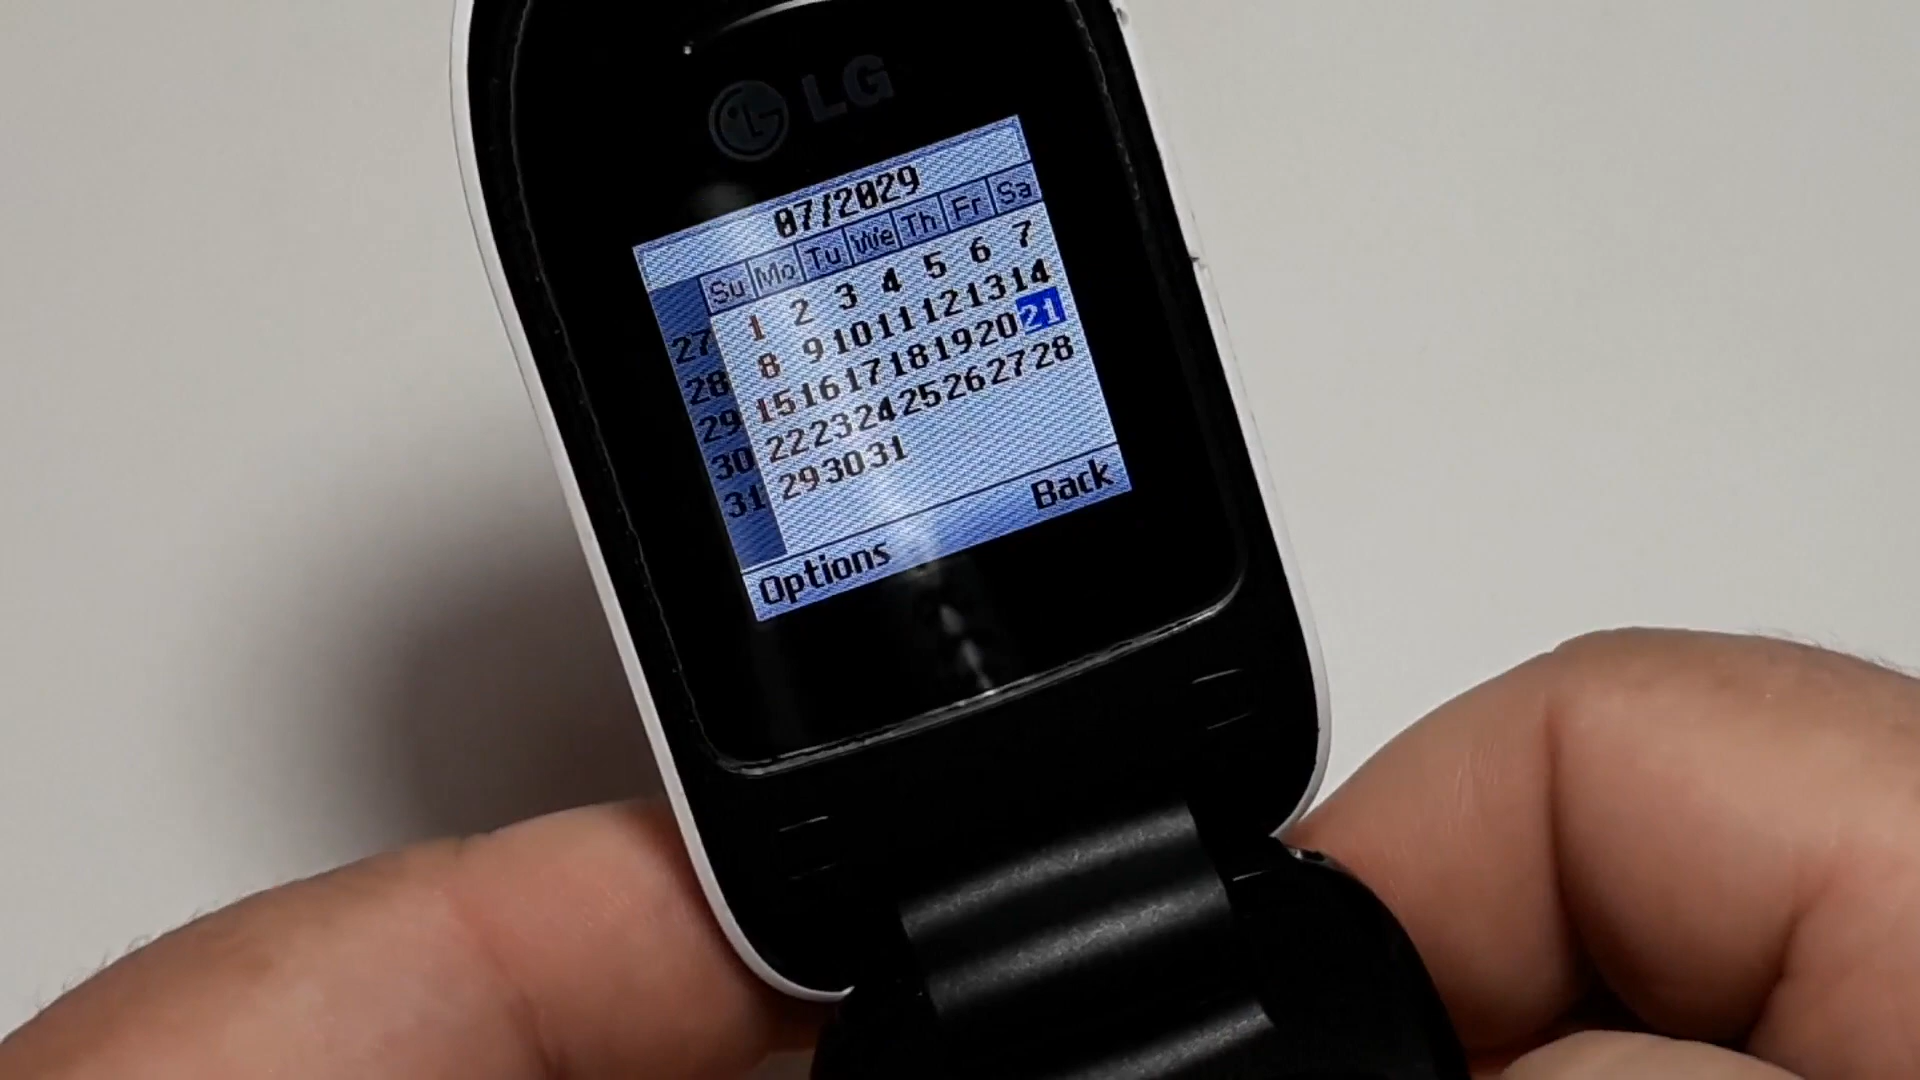 LG
07/2029
Su Mo Tu We Th Fr Sa
27 1 2 3 4 5 6 7
28 8 9 10 11 12 13 14
29 15 16 17 18 19 20 21
30 22 23 24 25 26 27 28
31 29 30 31
Options Back